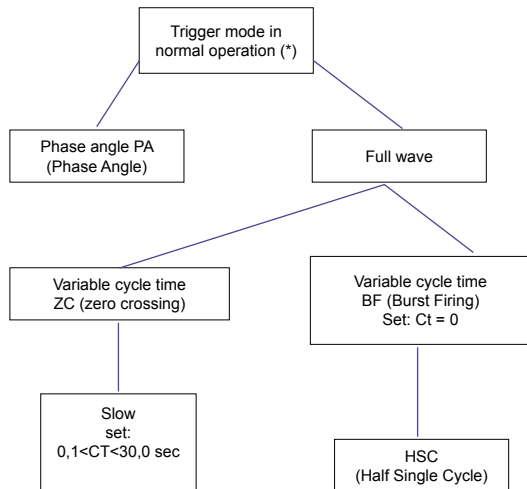 Trigger mode in
normal operation (*)
Phase angle PA
(Phase Angle)
Full wave
Variable cycle time
ZC (zero crossing)
Variable cycle time
BF (Burst Firing)
Set: Ct = 0
Slow
set:
0,1<CT<30,0 sec
HSC
(Half Single Cycle)